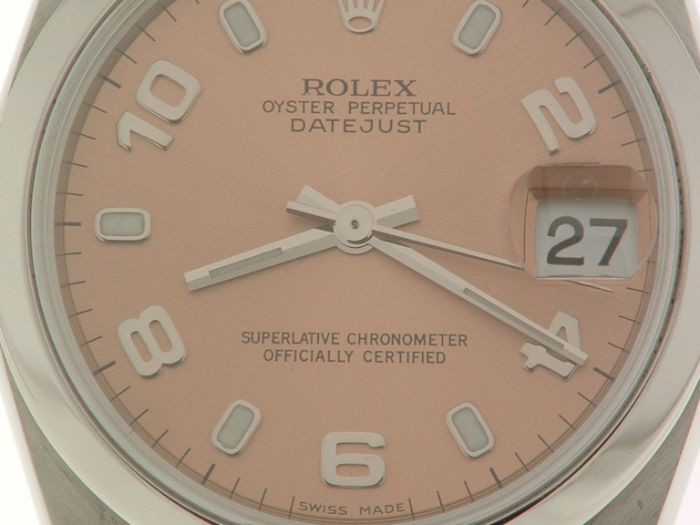 ROLEX
OYSTER PERPETUAL
DATEJUST
10
2
27
8
4
SUPERLATIVE CHRONOMETER
OFFICIALLY CERTIFIED
6
SWISS MADE